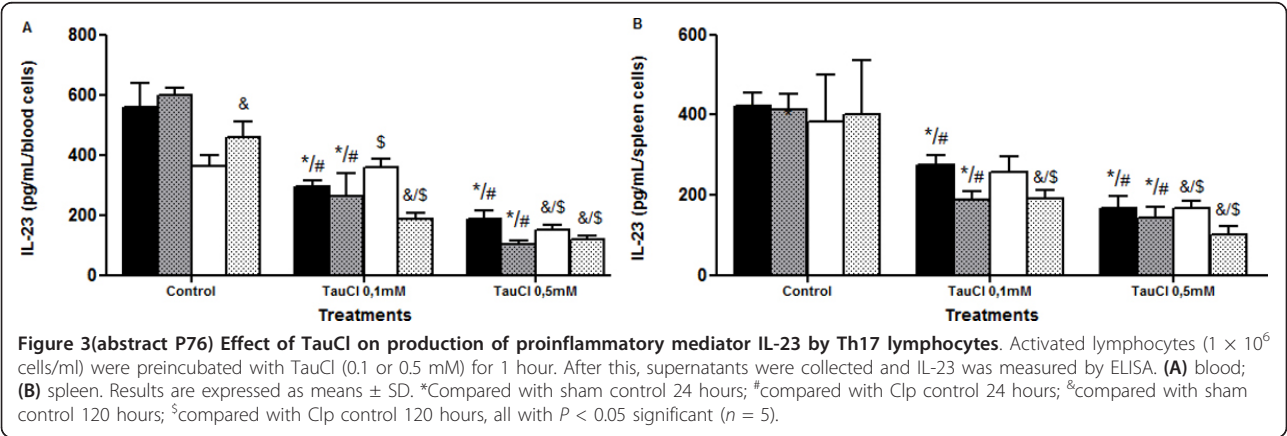 A
800
600
400
200
0
IL-23 (pg/mL/blood cells)
&
*/#
*/#
$
&/$
*/#
*/#
&/$
&/$
Control
TauCl 0,1mM
TauCl 0,5mM
Treatments
B
600
400
200
0
IL-23 (pg/mL/spleen cells)
*
*/#
*/#
&/$
*/#
*/#
&/$
&/$
Control
TauCl 0,1mM
TauCl 0,5mM
Treatments
Figure 3(abstract P76) Effect of TauCl on production of proinflammatory mediator IL-23 by Th17 lymphocytes. Activated lymphocytes (1 × 10⁶
cells/ml) were preincubated with TauCl (0.1 or 0.5 mM) for 1 hour. After this, supernatants were collected and IL-23 was measured by ELISA. (A) blood;
(B) spleen. Results are expressed as means ± SD. *Compared with sham control 24 hours; #compared with Clp control 24 hours; &compared with sham
control 120 hours; $compared with Clp control 120 hours, all with P < 0.05 significant (n = 5).